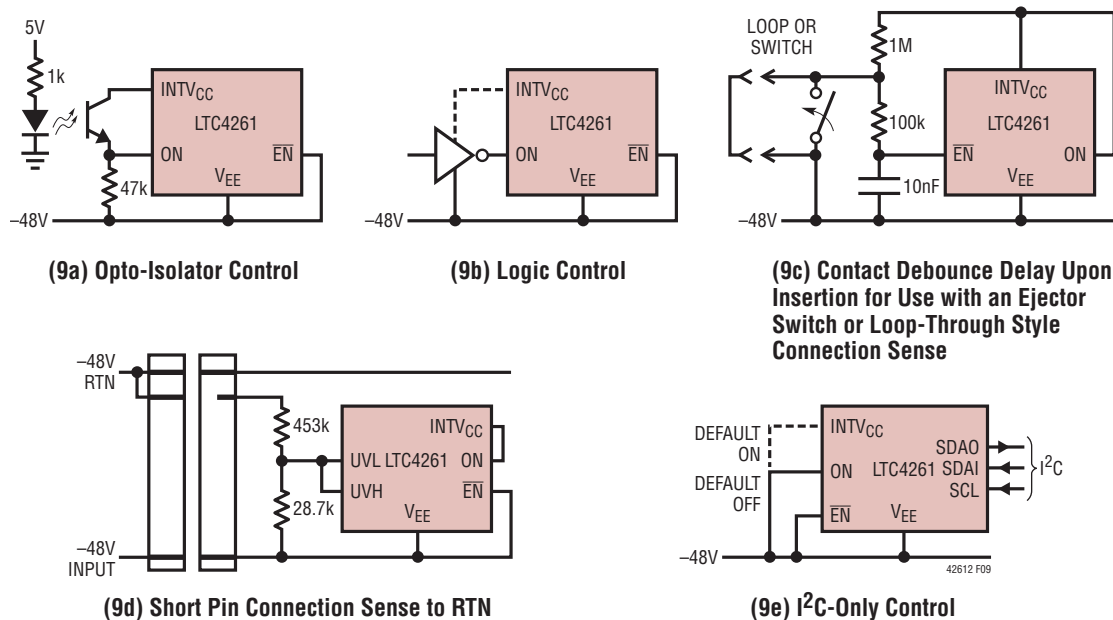 5V
1k
INTVCC
LTC4261
ON
EN
47k
VEE
–48V
(9a) Opto-Isolator Control
INTVCC
LTC4261
ON
EN
VEE
–48V
(9b) Logic Control
LOOP OR
SWITCH
1M
INTVCC
LTC4261
100k
EN
ON
VEE
10nF
–48V
(9c) Contact Debounce Delay Upon
Insertion for Use with an Ejector
Switch or Loop-Through Style
Connection Sense
–48V
RTN
453k
INTVCC
UVL LTC4261 ON
UVH
EN
28.7k
VEE
–48V
INPUT
(9d) Short Pin Connection Sense to RTN
DEFAULT
ON
INTVCC
SDAO
ON LTC4261 SDAI
I2C
DEFAULT
OFF
SCL
EN
VEE
–48V
42612 F09
(9e) I2C-Only Control